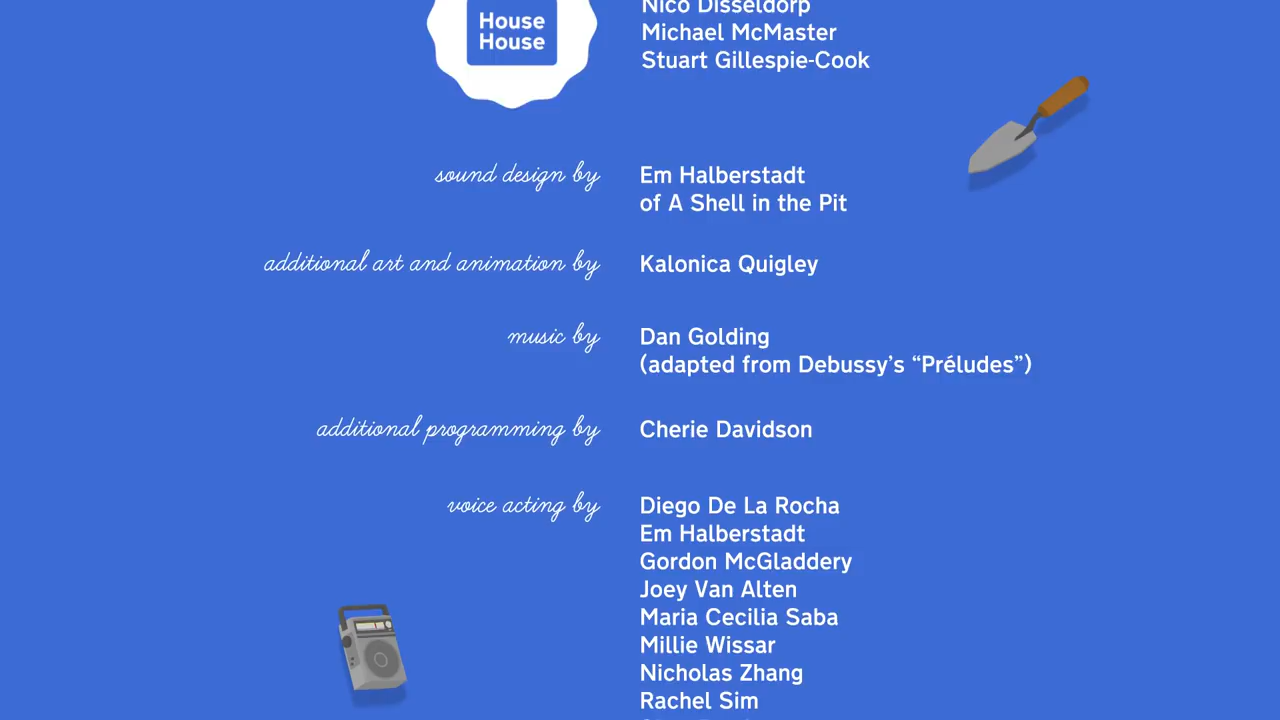 House
House
Nico Disseldorp
Michael McMaster
Stuart Gillespie-Cook
sound design by
Em Halberstadt
of A Shell in the Pit
additional art and animation by
Kalonica Quigley
music by
Dan Golding
(adapted from Debussy’s “Préludes”)
additional programming by
Cherie Davidson
voice acting by
Diego De La Rocha
Em Halberstadt
Gordon McGladdery
Joey Van Alten
Maria Cecilia Saba
Millie Wissar
Nicholas Zhang
Rachel Sim